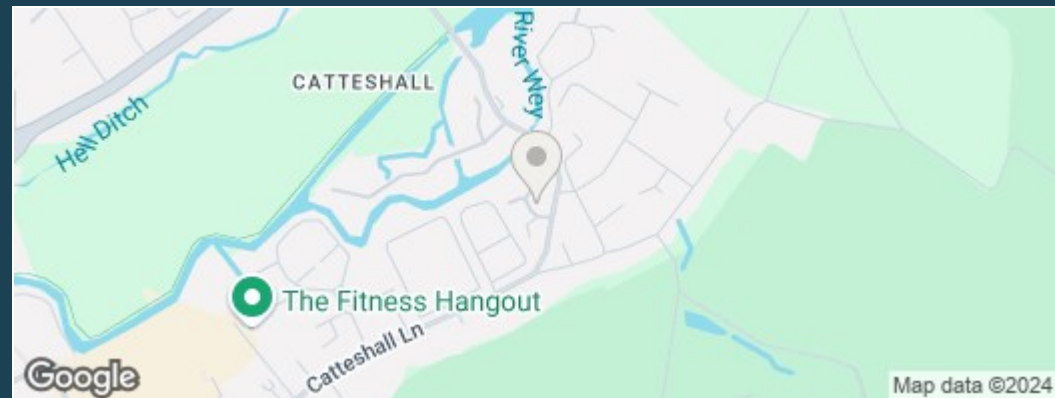 River Wey
CATTESHALL
Hell Ditch
The Fitness Hangout
Catteshall Ln
Google
Map data ©2024